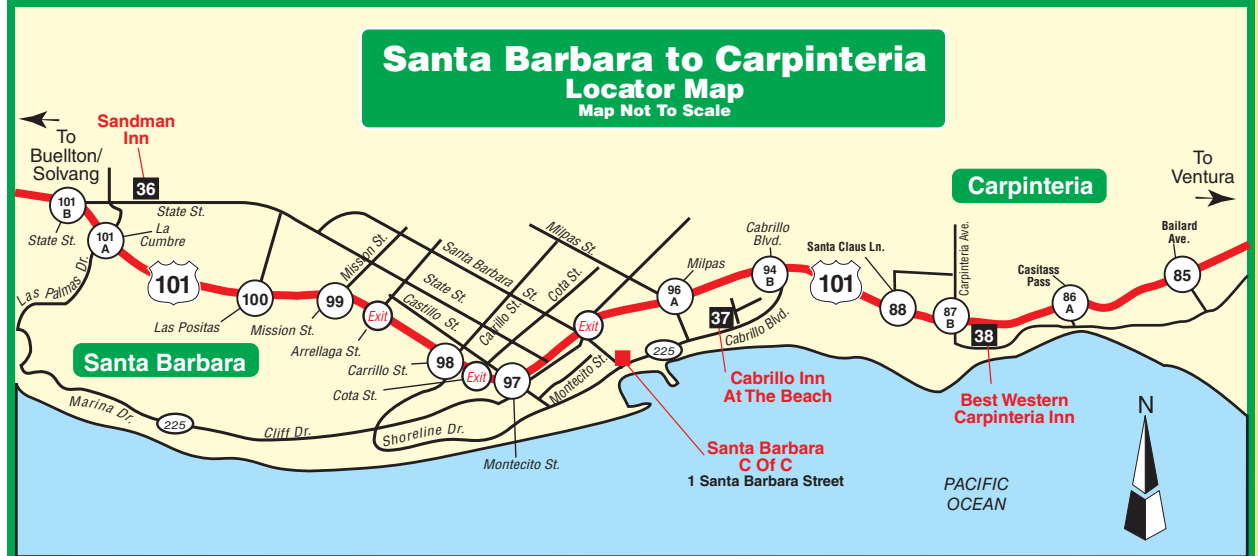 Santa Barbara to Carpinteria
Locator Map
Map Not To Scale
To
Buellton/
Solvang
Sandman
Inn
36
101
B
State St.
State St.
101
A
La
Cumbre
Las Palmas Dr.
101
100
Las Positas
99
Mission St.
Mission St.
Exit
Arrellaga St.
Santa Barbara St.
State St.
Castillo St.
Carrillo St.
Cota St.
Milpas St.
98
Carrillo St.
Exit
Cota St.
97
Montecito St.
Montecito St.
Exit
96
A
Milpas
Cabrillo
Blvd.
94
B
37
Cabrillo Blvd.
225
Cabrillo Inn
At The Beach
Santa Barbara
C Of C
1 Santa Barbara Street
Santa Barbara
Marina Dr.
225
Cliff Dr.
Shoreline Dr.
101
Santa Claus Ln.
88
Carpinteria
Carpinteria Ave.
87
B
38
Best Western
Carpinteria Inn
Casitass
Pass
86
A
Bailard
Ave.
85
To
Ventura
PACIFIC
OCEAN
N